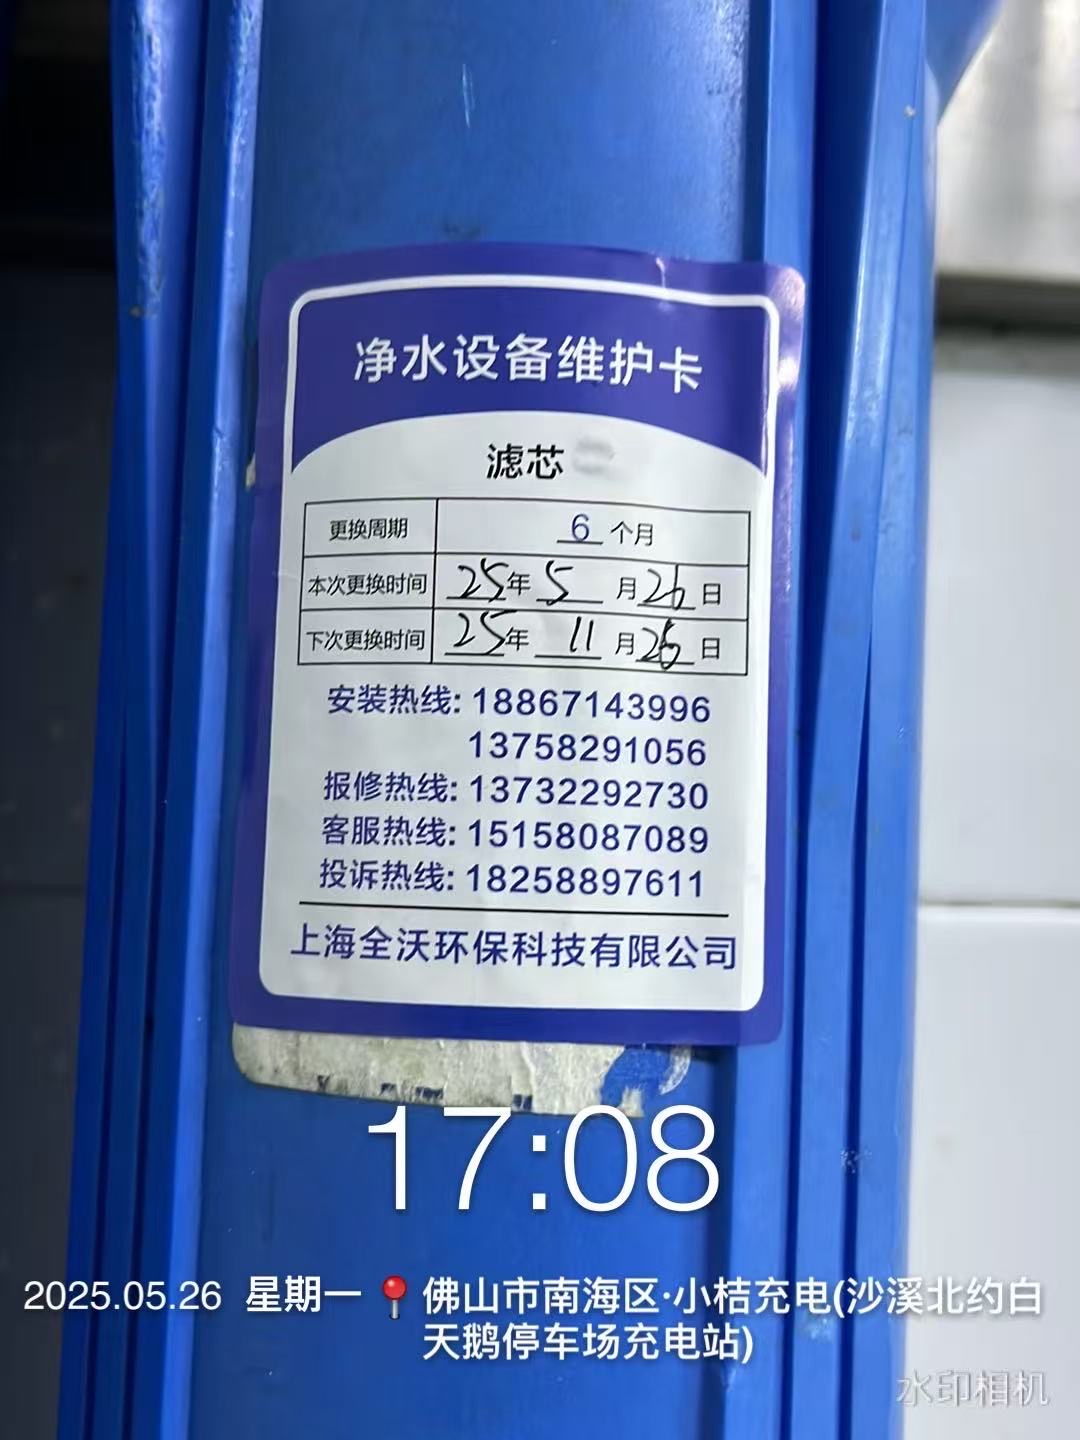 净水设备维护卡
滤芯
更换周期 6 个月
本次更换时间 25年 5 月 26 日
下次更换时间 25年 11 月 26 日
安装热线: 18867143996
13758291056
报修热线: 13732292730
客服热线: 15158087089
投诉热线: 18258897611
上海全沃环保科技有限公司
17:08
2025.05.26 星期一 佛山市南海区·小桔充电(沙溪北约白
天鹅停车场充电站)
水印相机